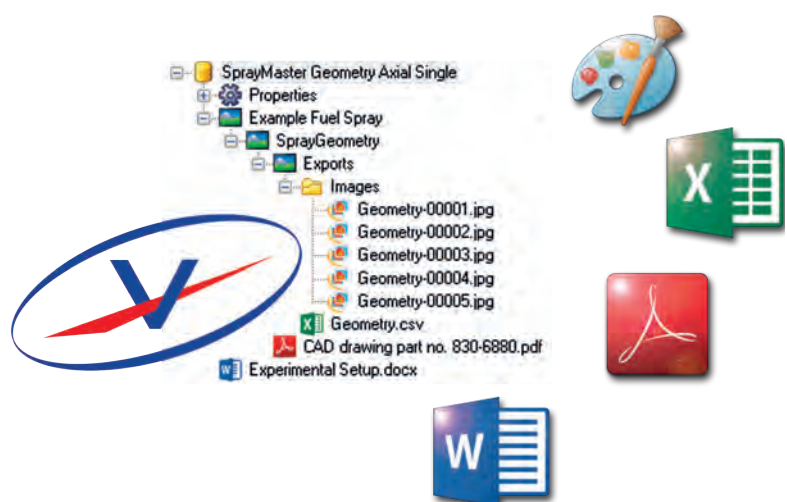 SprayMaster Geometry Axial Single
Properties
Example Fuel Spray
SprayGeometry
Exports
Images
Geometry-00001.jpg
Geometry-00002.jpg
Geometry-00003.jpg
Geometry-00004.jpg
Geometry-00005.jpg
Geometry.csv
CAD drawing part no. 830-6880.pdf
Experimental Setup.docx
V
X
W